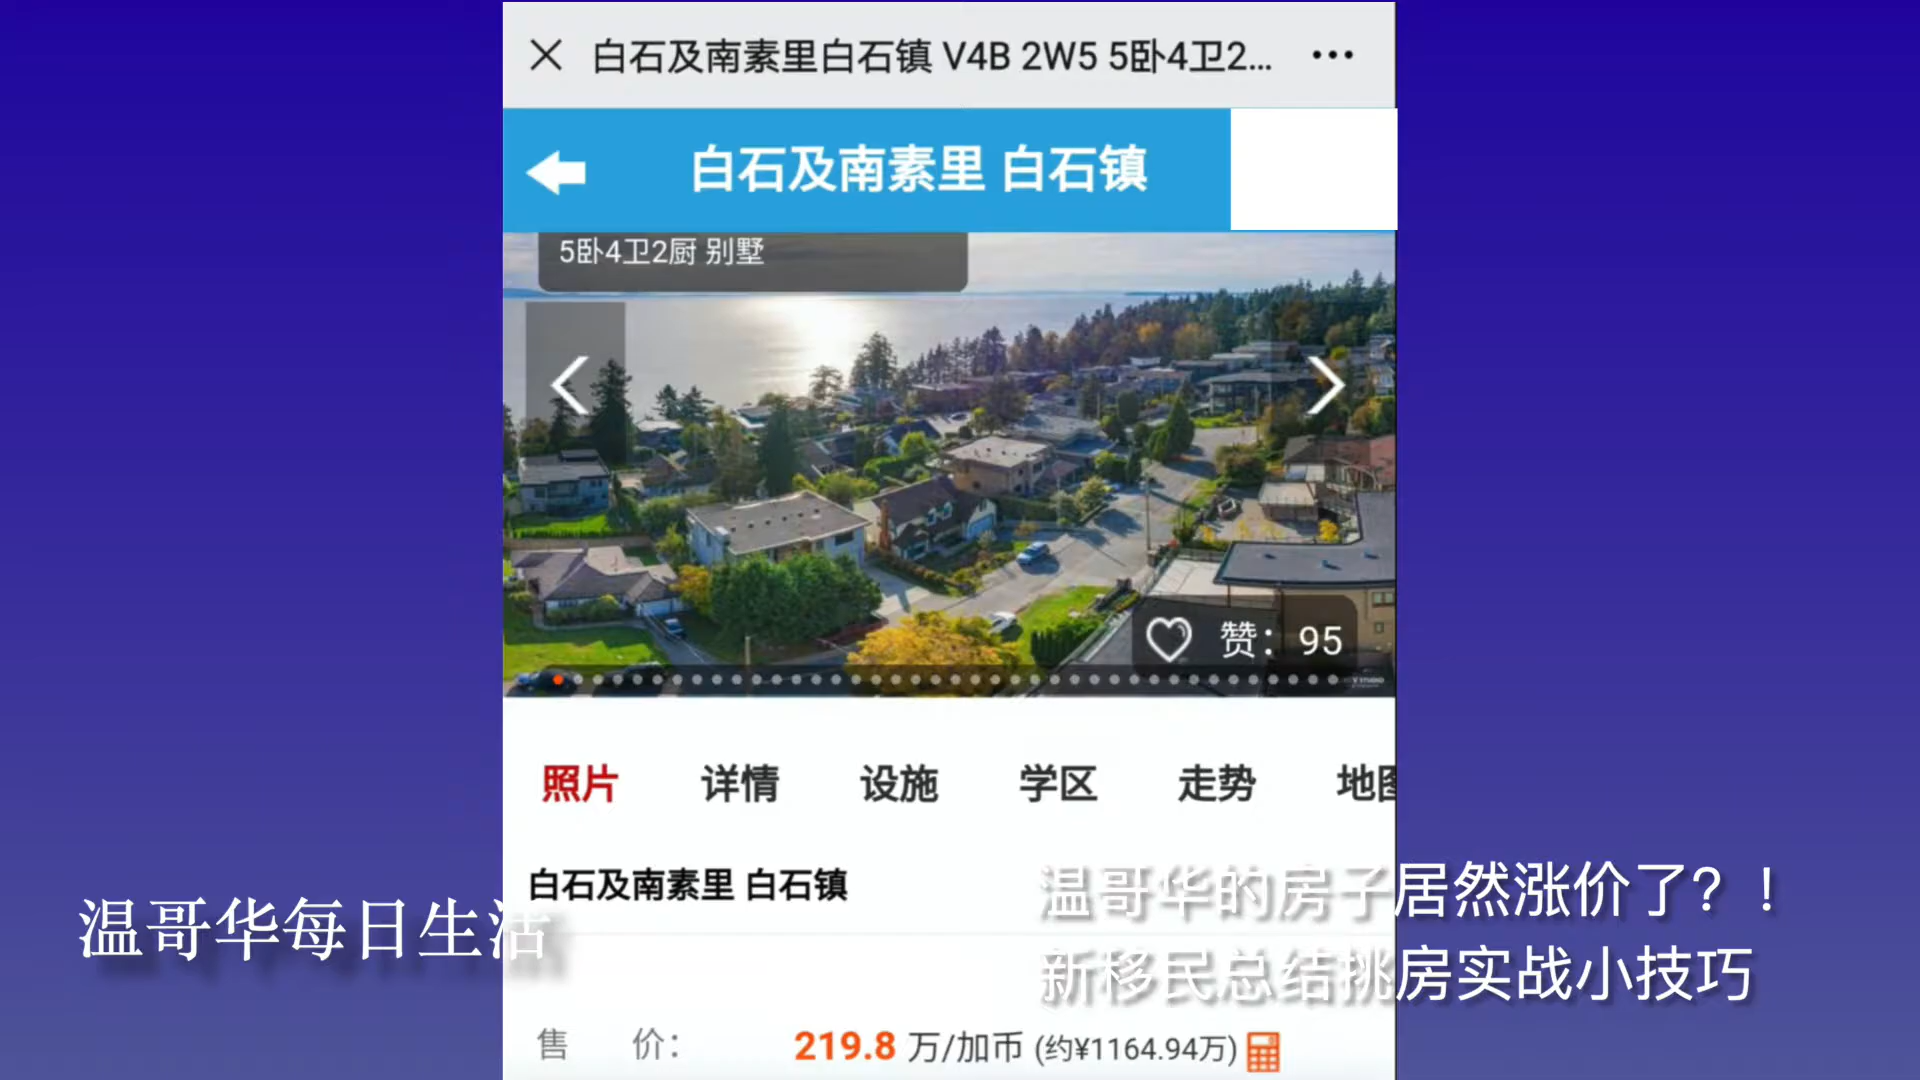 白石及南素里白石镇 V4B 2W5 5卧4卫2...
白石及南素里 白石镇
5卧4卫2厨 别墅
赞：95
照片 详情 设施 学区 走势 地图
白石及南素里 白石镇
温哥华每日生活
温哥华的房子居然涨价了？！
新移民总结挑房实战小技巧
售 价： 219.8 万/加币 (约¥1164.94万)